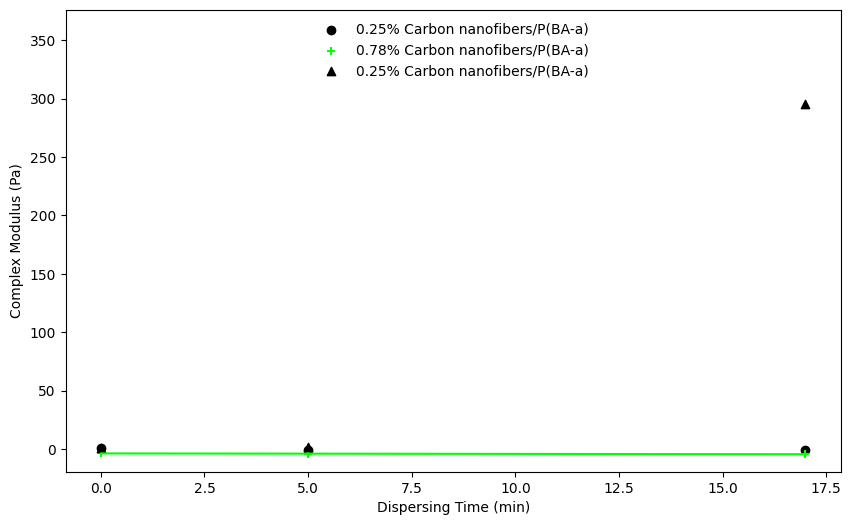 0.25% Carbon nanofibers/P(BA-a)
0.78% Carbon nanofibers/P(BA-a)
0.25% Carbon nanofibers/P(BA-a)
Complex Modulus (Pa)
350
300
250
200
150
100
50
0
0.0 2.5 5.0 7.5 10.0 12.5 15.0 17.5
Dispersing Time (min)